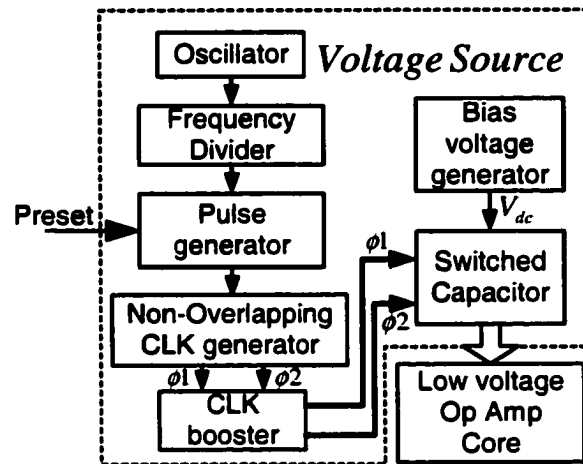 Oscillator
Voltage Source
Frequency
Divider
Bias
voltage
generator
Preset
Pulse
generator
V_dc
ϕ1
Switched
Capacitor
ϕ2
Non-Overlapping
CLK generator
ϕ1
ϕ2
CLK
booster
Low voltage
Op Amp
Core